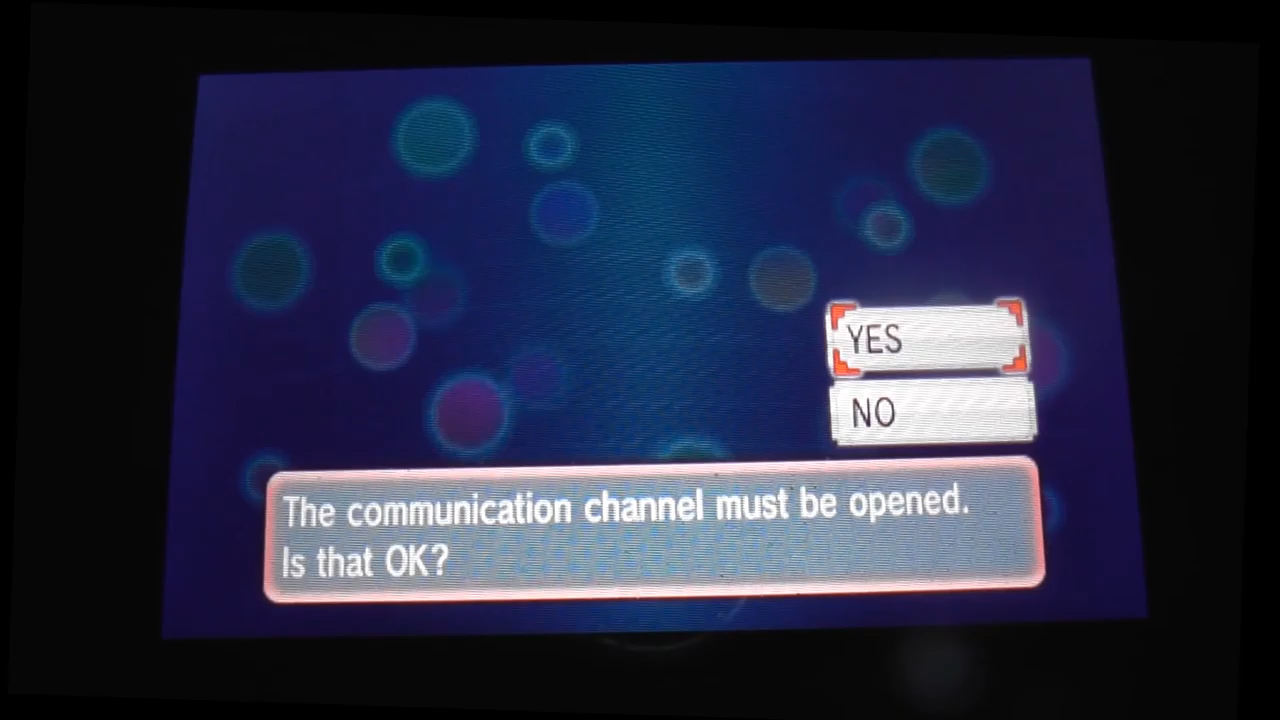 YES
NO
The communication channel must be opened.
Is that OK?